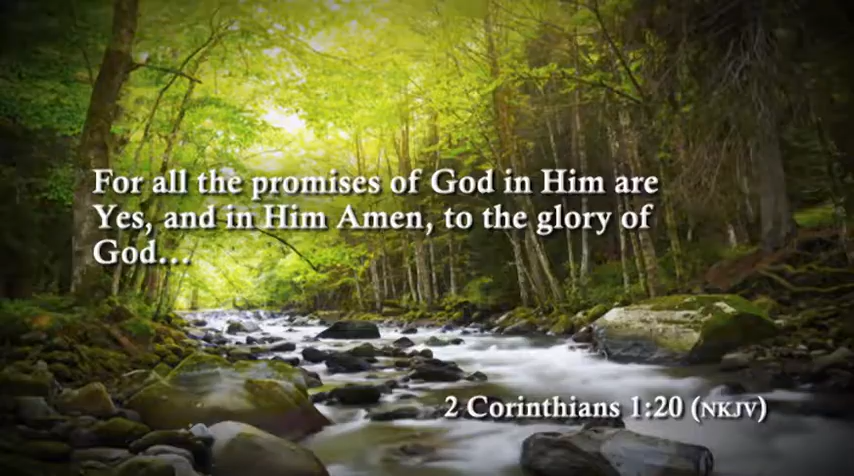 For all the promises of God in Him are
Yes, and in Him Amen, to the glory of
God...
2 Corinthians 1:20 (NKJV)